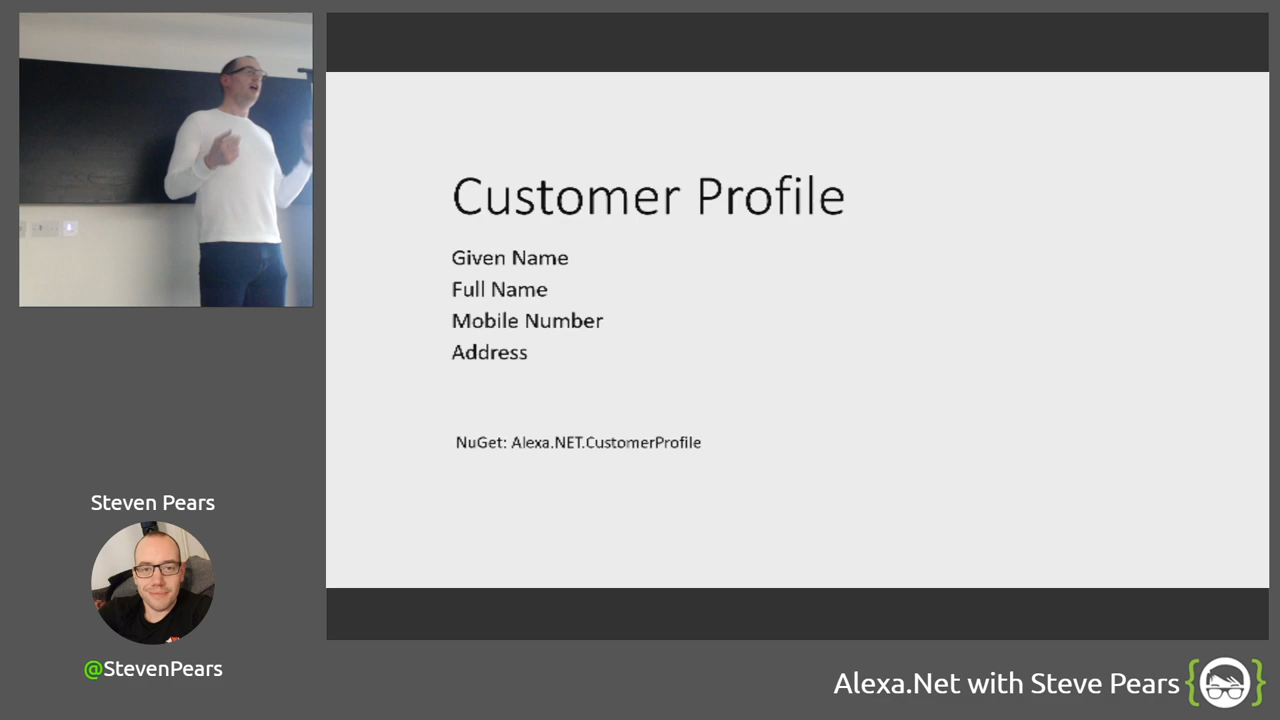 Customer Profile
Given Name
Full Name
Mobile Number
Address
NuGet: Alexa.NET.CustomerProfile
Steven Pears
@StevenPears
Alexa.Net with Steve Pears